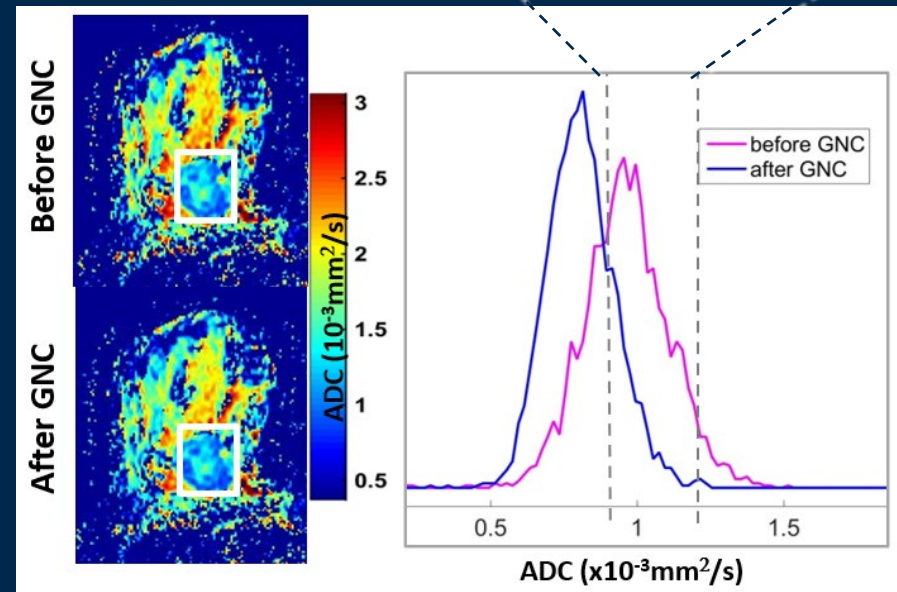 Before GNC
After GNC
3
2.5
2
1.5
1
0.5
ADC (10⁻³mm²/s)
before GNC
after GNC
0.5
1
1.5
ADC (x10⁻³mm²/s)